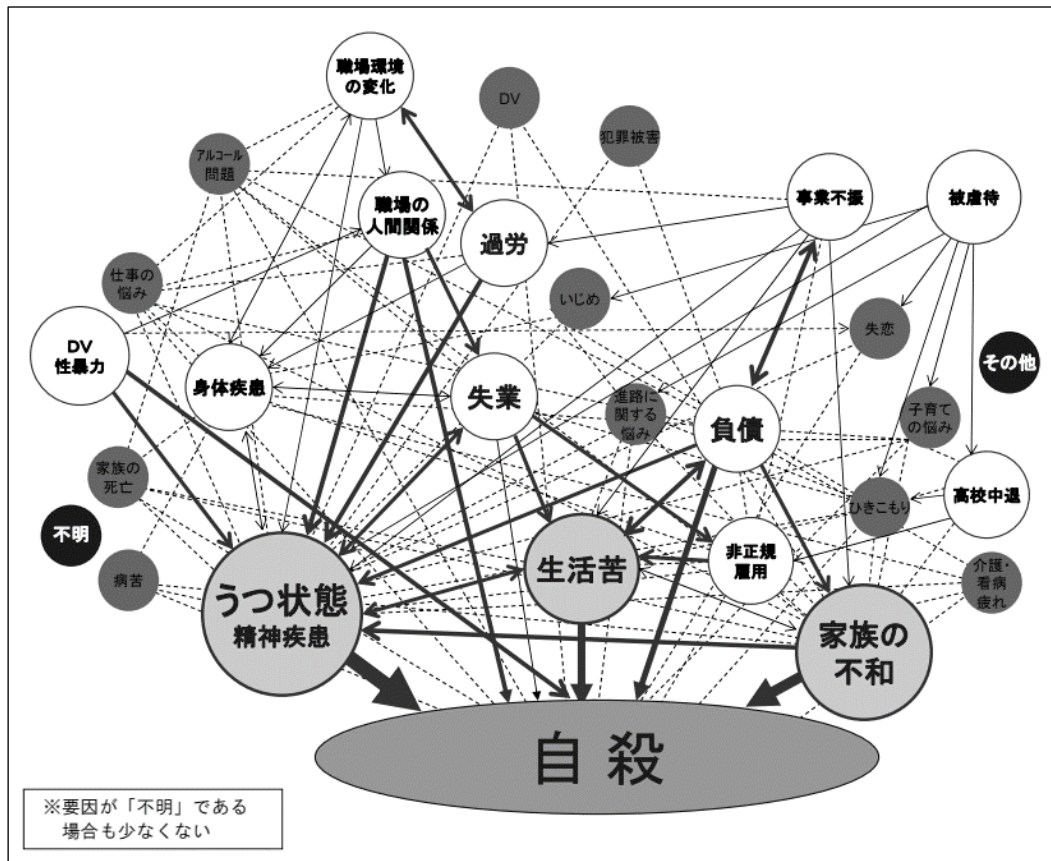 職場環境
の変化
DV
犯罪被害
アルコール
問題
職場の
人間関係
過労
事業不振
被虐待
仕事の
悩み
いじめ
失恋
DV
性暴力
その他
身体疾患
失業
進路に
関する
悩み
負債
子育て
の悩み
家族の
死亡
ひきこもり
高校中退
不明
病苦
うつ状態
精神疾患
生活苦
非正規
雇用
介護・
看病
疲れ
家族の
不和
自殺
※要因が「不明」である
場合も少なくない